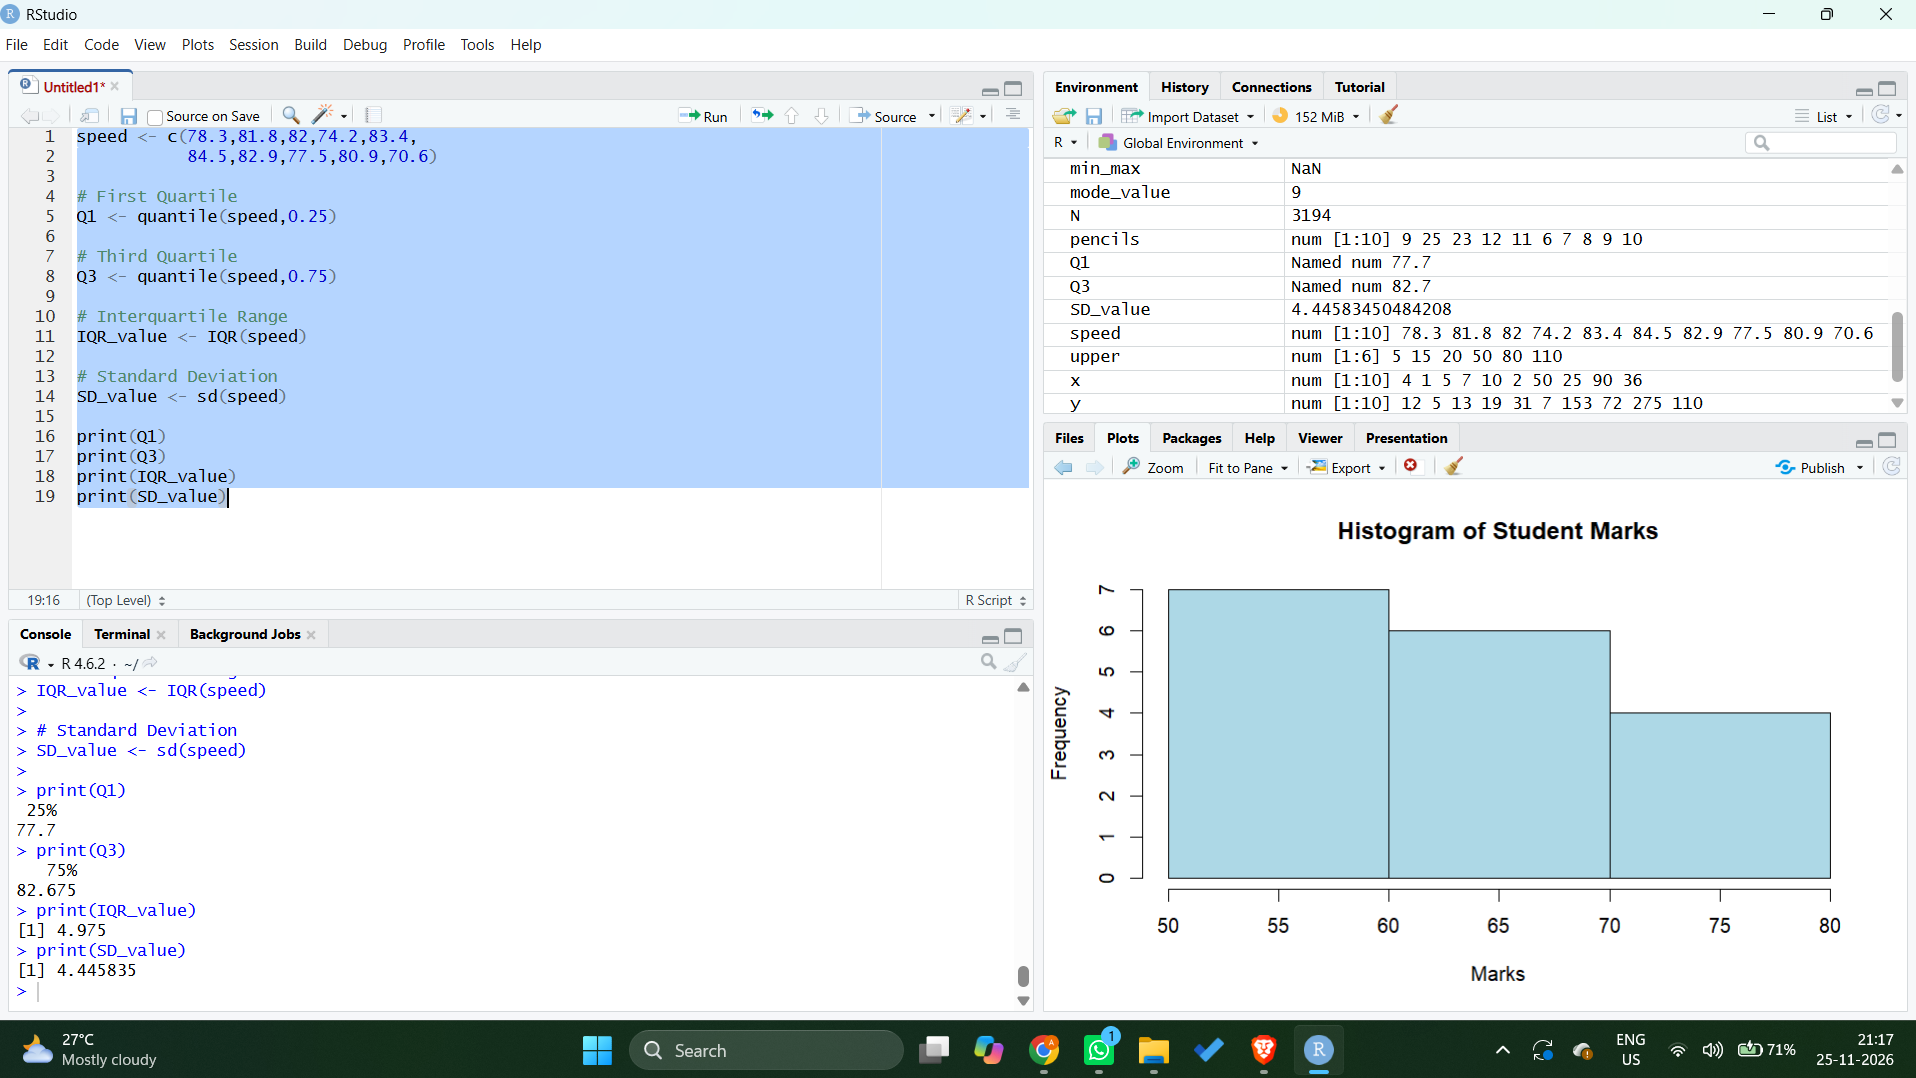 RStudio
File Edit Code View Plots Session Build Debug Profile Tools Help
Untitled1*
Source on Save Run Source
1 speed <- c(78.3,81.8,82,74.2,83.4,
2 84.5,82.9,77.5,80.9,70.6)
3
4 # First Quartile
5 Q1 <- quantile(speed,0.25)
6
7 # Third Quartile
8 Q3 <- quantile(speed,0.75)
9
10 # Interquartile Range
11 IQR_value <- IQR(speed)
12
13 # Standard Deviation
14 SD_value <- sd(speed)
15
16 print(Q1)
17 print(Q3)
18 print(IQR_value)
19 print(SD_value)
19:16 (Top Level) R Script
Console Terminal Background Jobs
R R 4.6.2 · ~/
> IQR_value <- IQR(speed)
>
> # Standard Deviation
> SD_value <- sd(speed)
>
> print(Q1)
25%
77.7
> print(Q3)
75%
82.675
> print(IQR_value)
[1] 4.975
> print(SD_value)
[1] 4.445835
>
Environment History Connections Tutorial
Import Dataset 152 MiB List
R Global Environment
min_max NaN
mode_value 9
N 3194
pencils num [1:10] 9 25 23 12 11 6 7 8 9 10
Q1 Named num 77.7
Q3 Named num 82.7
SD_value 4.44583450484208
speed num [1:10] 78.3 81.8 82 74.2 83.4 84.5 82.9 77.5 80.9 70.6
upper num [1:6] 5 15 20 50 80 110
x num [1:10] 4 1 5 7 10 2 50 25 90 36
y num [1:10] 12 5 13 19 31 7 153 72 275 110
Files Plots Packages Help Viewer Presentation
Zoom Fit to Pane Export Publish
Histogram of Student Marks
Frequency
7
6
5
4
3
2
1
0
50 55 60 65 70 75 80
Marks
27°C
Mostly cloudy
Search
1
R
ENG
US
71%
21:17
25-11-2026